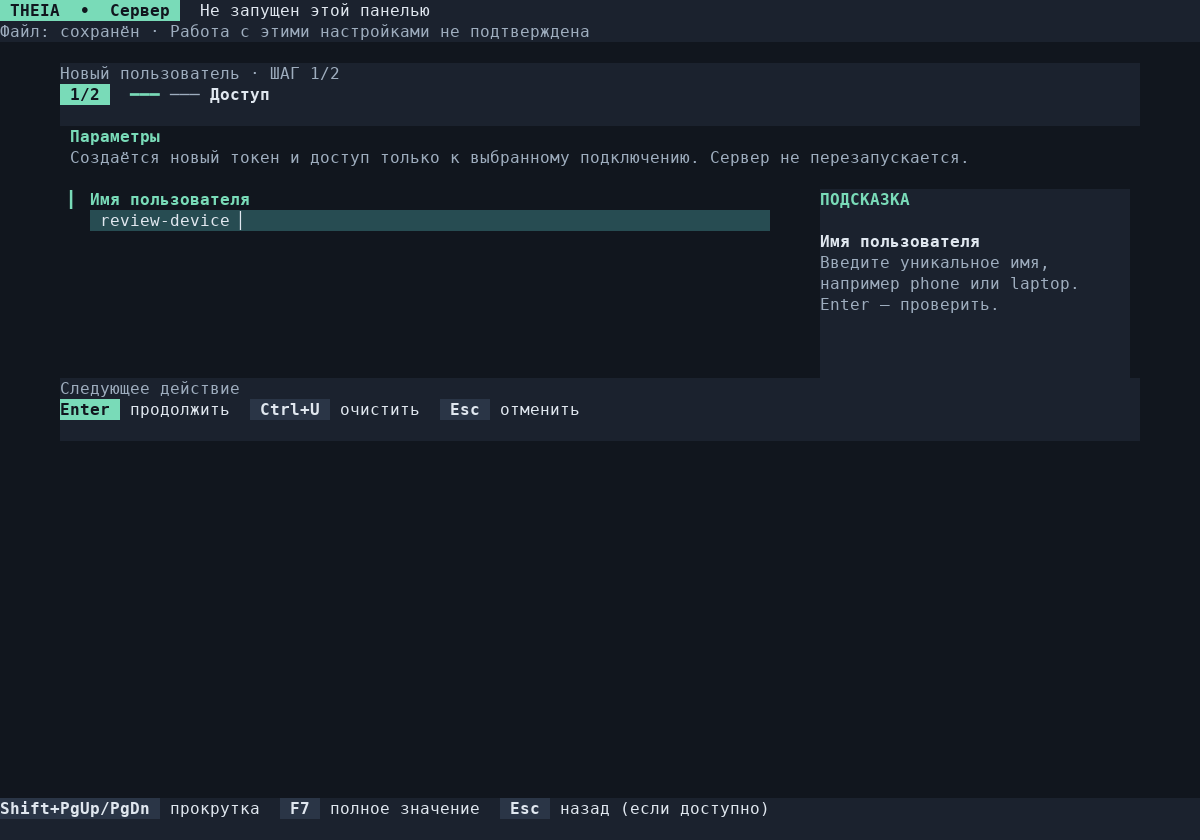 THEIA • Сервер Не запущен этой панелью
Файл: сохранён · Работа с этими настройками не подтверждена
Новый пользователь · ШАГ 1/2
1/2 ━━━ ─── Доступ
Параметры
Создаётся новый токен и доступ только к выбранному подключению. Сервер не перезапускается.
Имя пользователя
review-device
ПОДСКАЗКА
Имя пользователя
Введите уникальное имя,
например phone или laptop.
Enter — проверить.
Следующее действие
Enter продолжить Ctrl+U очистить Esc отменить
Shift+PgUp/PgDn прокрутка F7 полное значение Esc назад (если доступно)